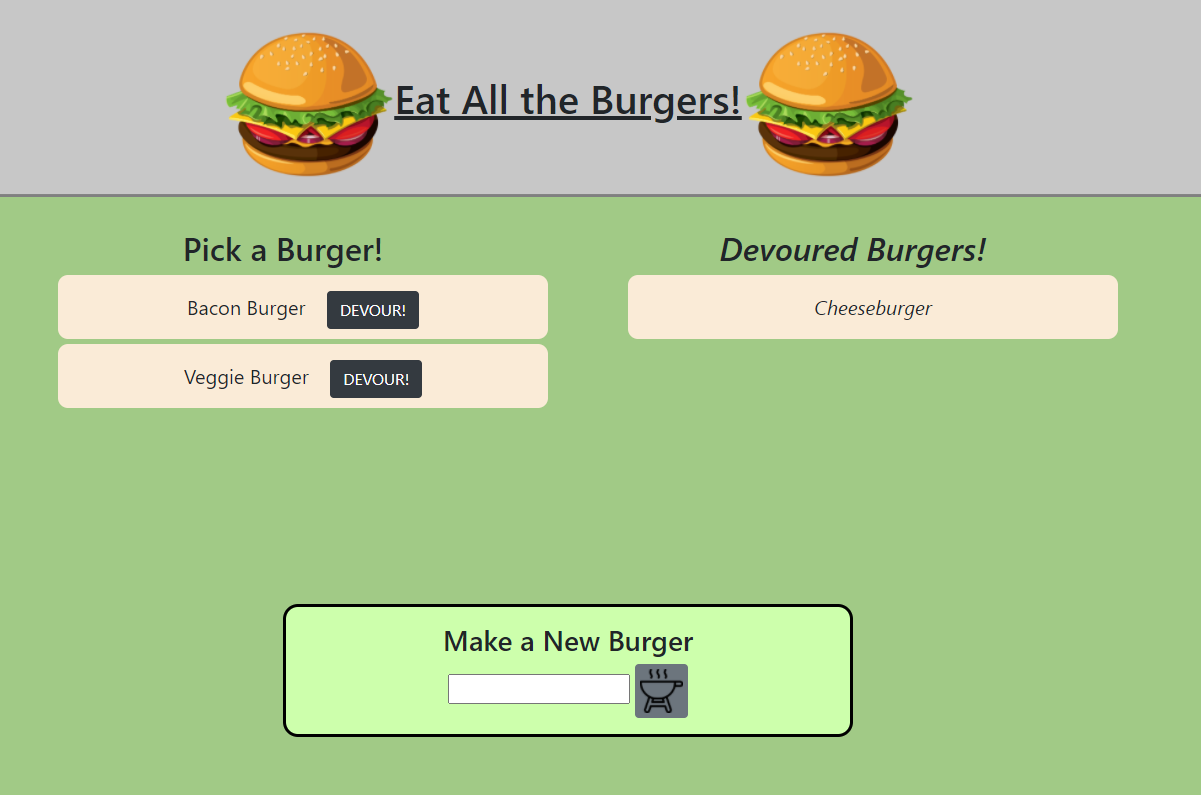 Eat All the Burgers!
Pick a Burger!
Bacon Burger DEVOUR!
Veggie Burger DEVOUR!
Devoured Burgers!
Cheeseburger
Make a New Burger